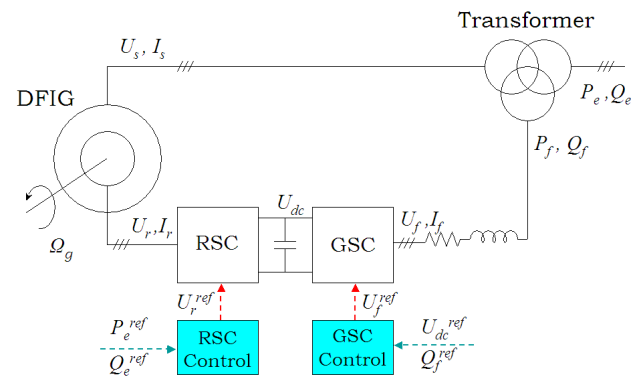 Transformer
U_s, I_s
DFIG
P_e, Q_e
P_f, Q_f
U_dc
U_r, I_r
RSC
GSC
U_f, I_f
Ω_g
U_r^ref
U_f^ref
P_e^ref
Q_e^ref
RSC
Control
GSC
Control
U_dc^ref
Q_f^ref